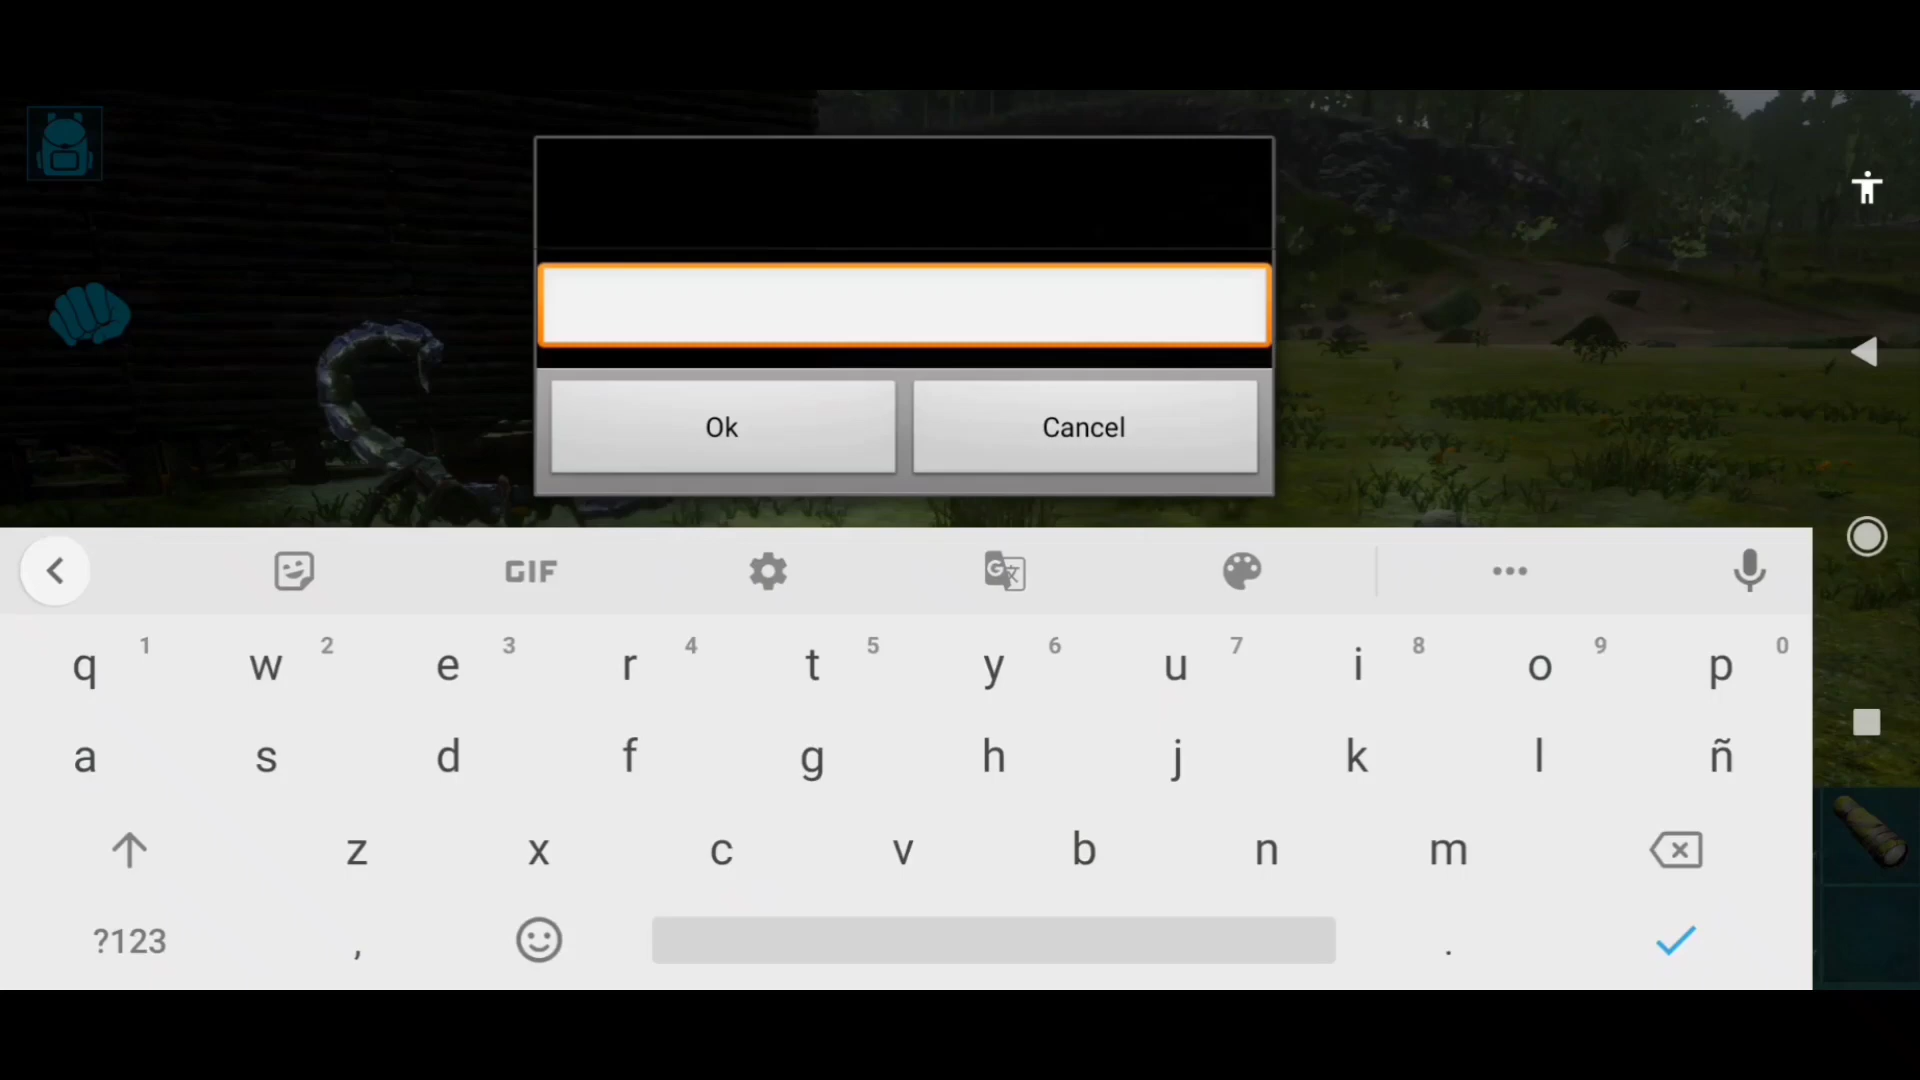 Ok Cancel
GIF
q 1 w 2 e 3 r 4 t 5 y 6 u 7 i 8 o 9 p 0
a s d f g h j k l ñ
z x c v b n m
?123 , .